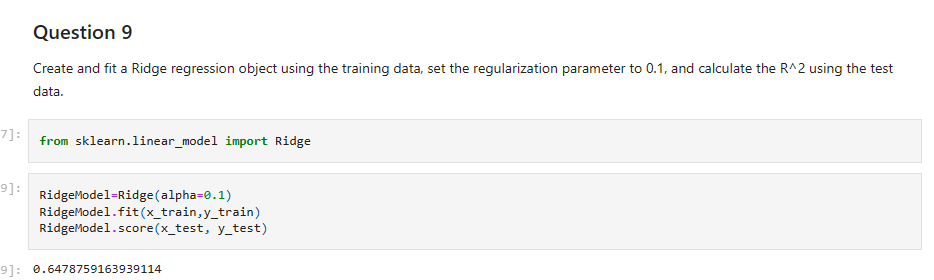 Question 9
Create and fit a Ridge regression object using the training data, set the regularization parameter to 0.1, and calculate the R^2 using the test
data.
7]: from sklearn.linear_model import Ridge
9]: RidgeModel=Ridge(alpha=0.1)
RidgeModel.fit(x_train,y_train)
RidgeModel.score(x_test, y_test)
9]: 0.6478759163939114